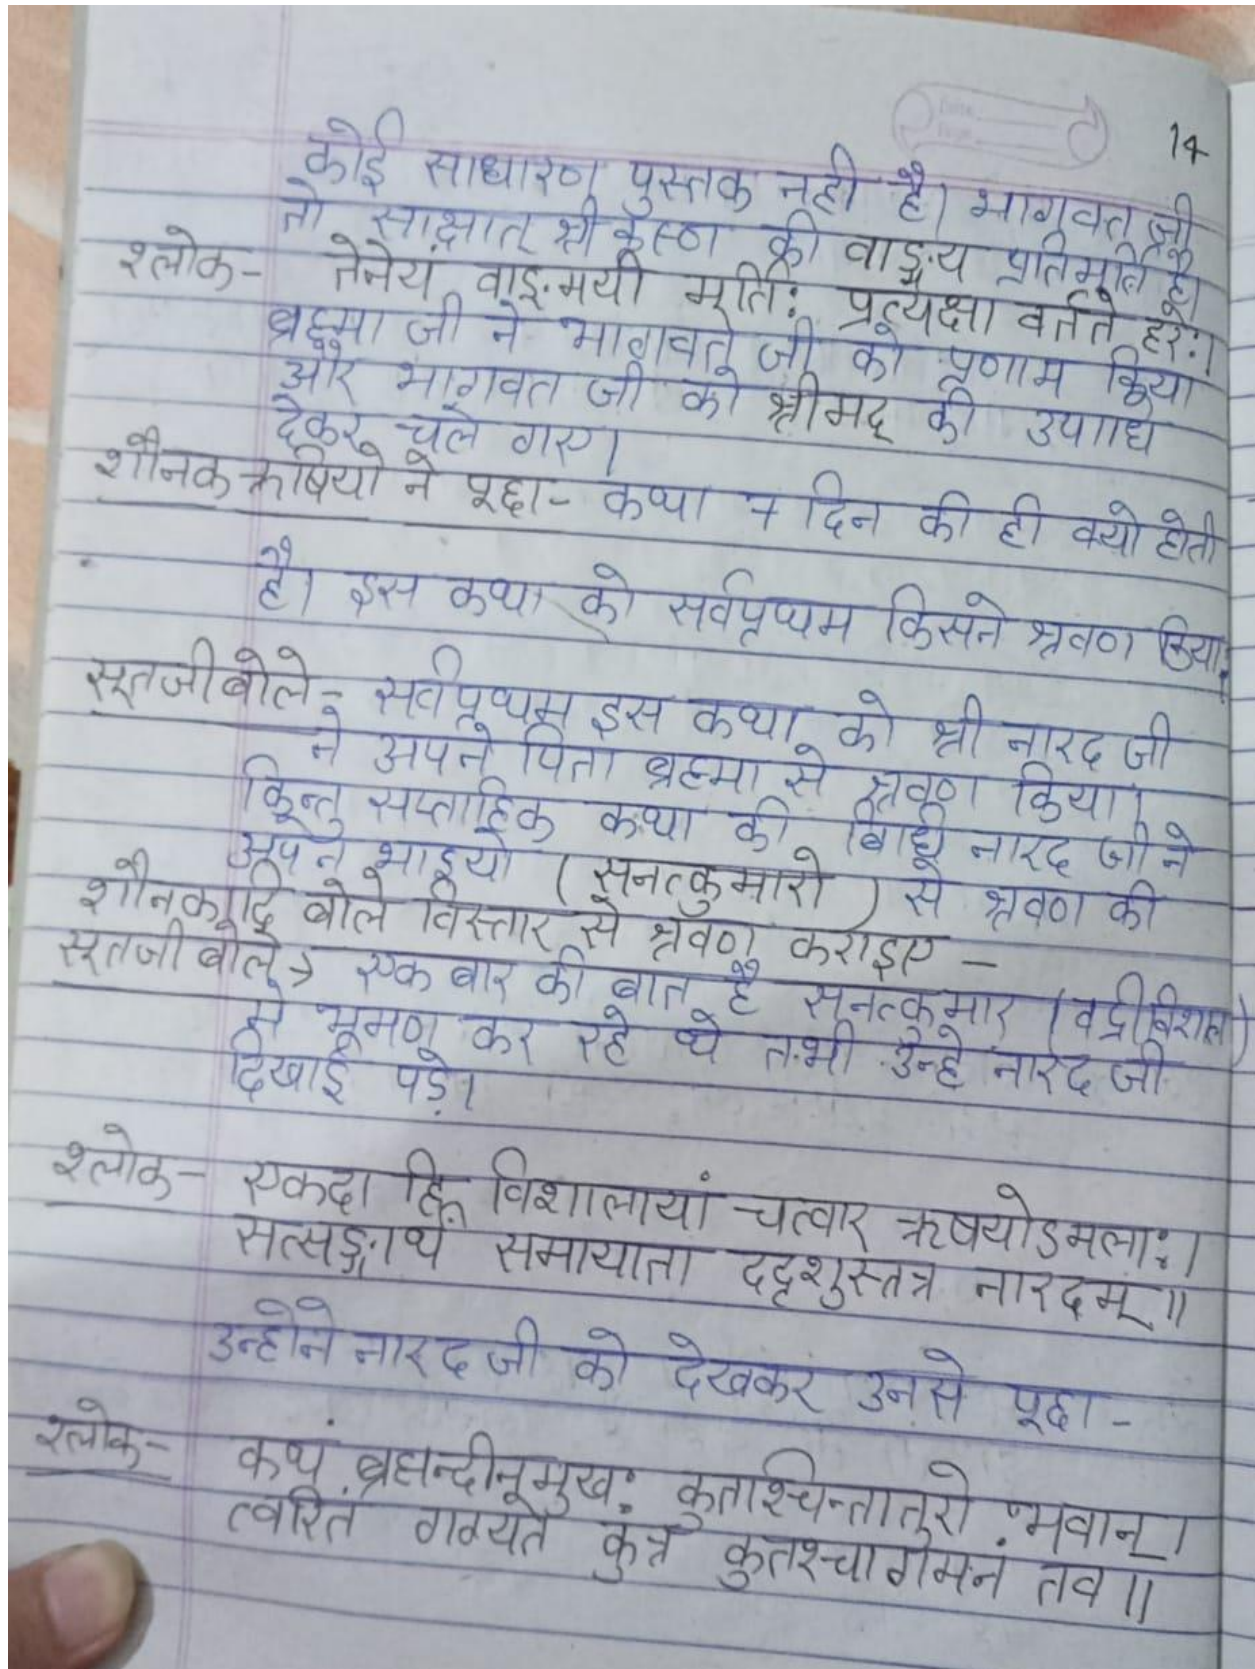 14
कोई साधारण पुस्तक नही है। भागवत जी
तो साक्षात् श्री कृस्ण की वाङ्मय प्रतिमूर्ति है।
श्लोक- तेनेयं वाङ्मयी मूर्ति: प्रत्यक्षा वर्तते हरे:।
ब्रह्मा जी ने भागवत जी को प्रणाम किया
और भागवत जी को श्रीमद् की उपाधि
देकर चले गए।
शौनक ऋषियो ने पूछा- कथा 7 दिन की ही क्यो होती
है। इस कथा को सर्वप्रथम किसने श्रवण किया
सूतजी बोले- सर्वप्रथम इस कथा को श्री नारद जी
ने अपने पिता ब्रह्मा से श्रवण किया।
किन्तु सप्ताहिक कथा की बिधि नारद जी ने
अपने भाइयो (सनत्कुमारो) से श्रवण की
शौनकादि बोले विस्तार से श्रवण कराइए -
सूतजी बोले → एक बार की बात है सनत्कुमार (वद्रीविशाल)
मे भ्रमण कर रहे थे तभी उन्हे नारद जी
दिखाई पड़े।
श्लोक- एकदा हि विशालायां चत्वार ऋषयोऽमला:।
सत्सङ्गार्थं समायाता ददृशुस्तत्र नारदम्॥
उन्होने नारद जी को देखकर उनसे पूछा-
श्लोक- कथं ब्रह्मन्दीनमुख: कुतश्चिन्तातुरो भवान्।
त्वरितं गम्यते कुत्र कुतश्चागमनं तव॥